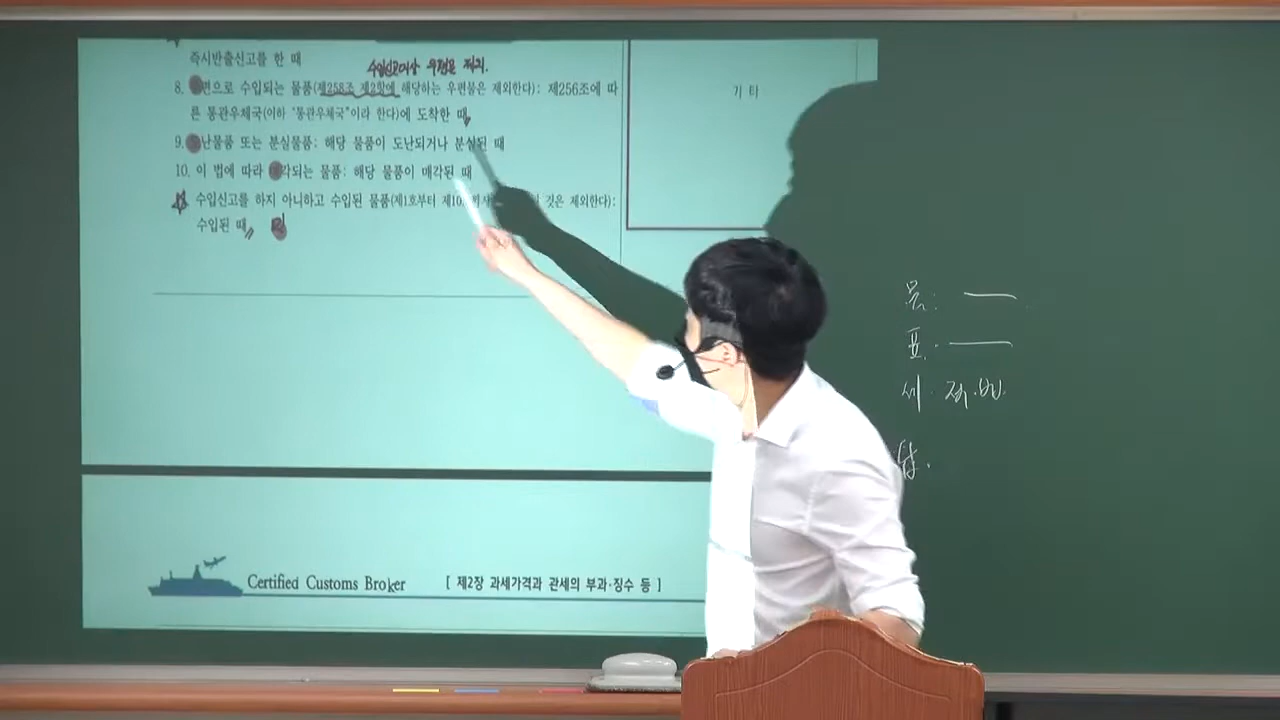 즉시반출신고를 한 때
수입신고대상 우편물 제외.
8. 우편으로 수입되는 물품(제258조 제2항에 해당하는 우편물은 제외한다): 제256조에 따
른 통관우체국(이하 "통관우체국"이라 한다)에 도착한 때
9. 도난물품 또는 분실물품: 해당 물품이 도난되거나 분실된 때
10. 이 법에 따라 매각되는 물품: 해당 물품이 매각된 때
수입신고를 하지 아니하고 수입된 물품(제1호부터 제10 것은 제외한다):
수입된 때
기 타
물:
표.
세
Certified Customs Broker
[ 제2장 과세가격과 관세의 부과·징수 등 ]